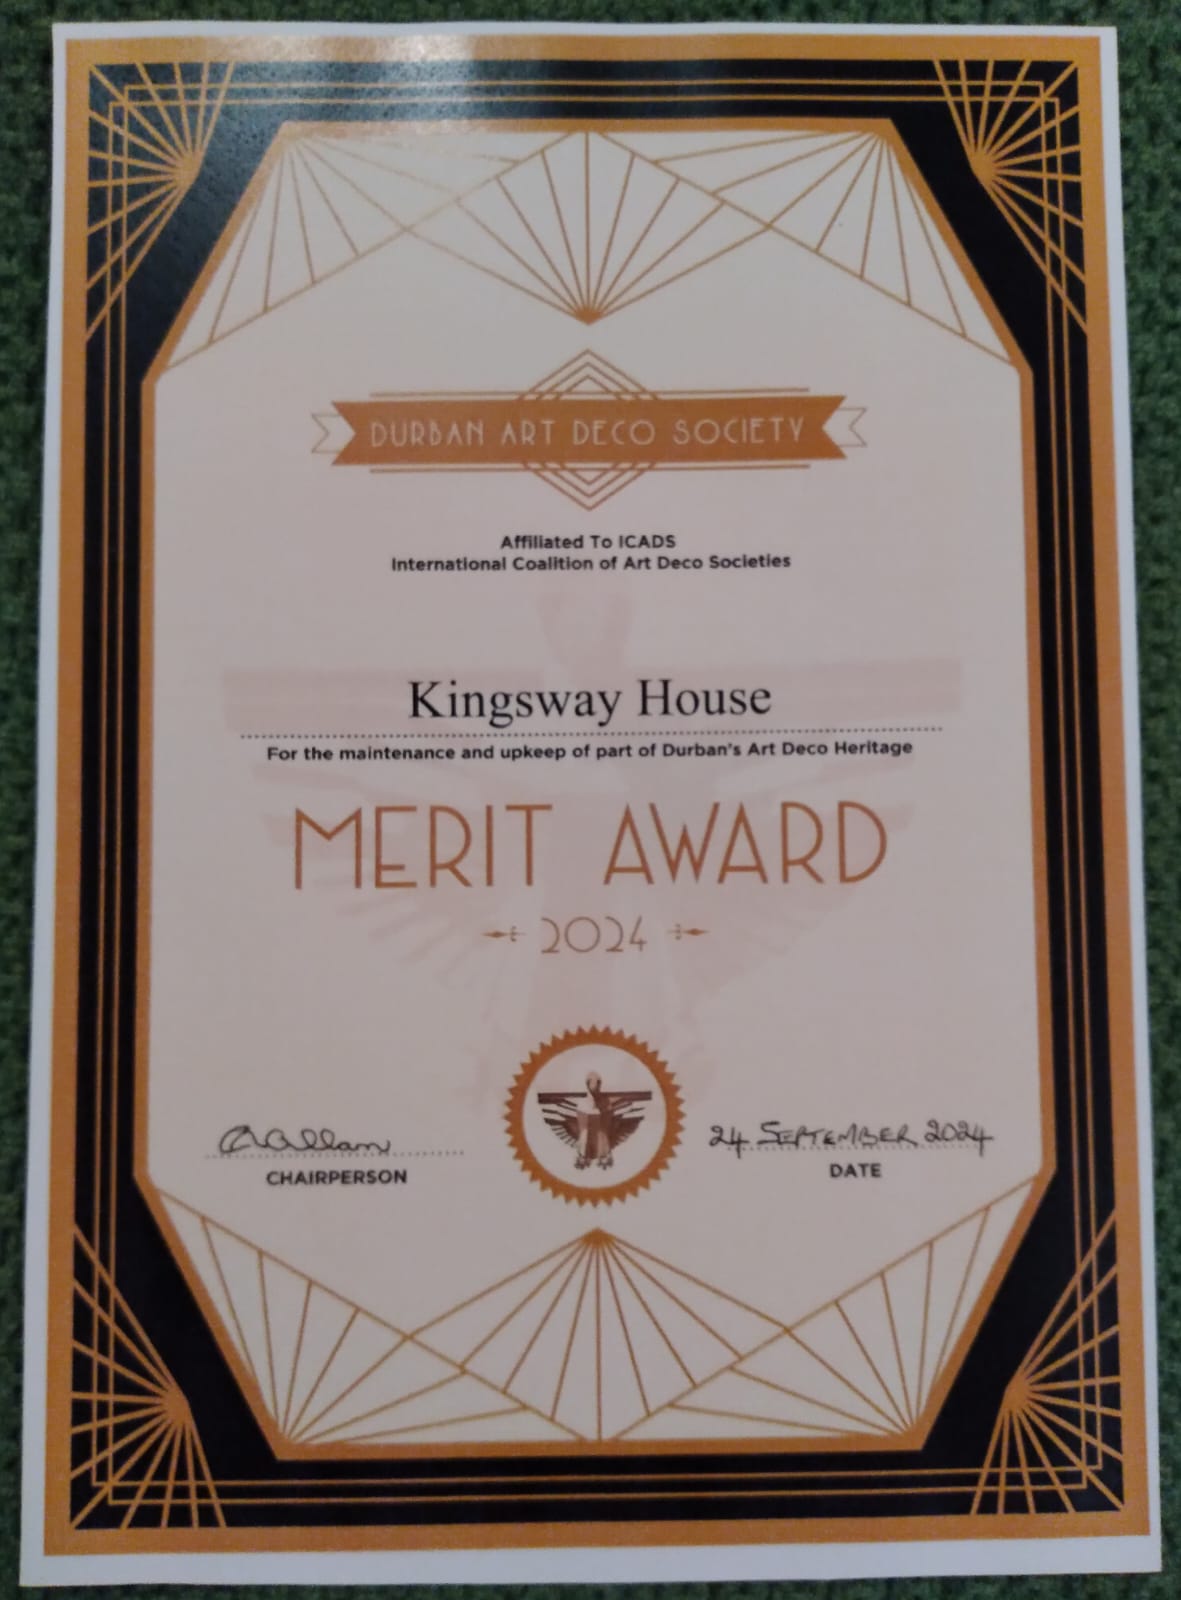 DURBAN ART DECO SOCIETY
Affiliated To ICADS
International Coalition of Art Deco Societies
Kingsway House
For the maintenance and upkeep of part of Durban's Art Deco Heritage
MERIT AWARD
2024
24 SEPTEMBER 2024
CHAIRPERSON
DATE